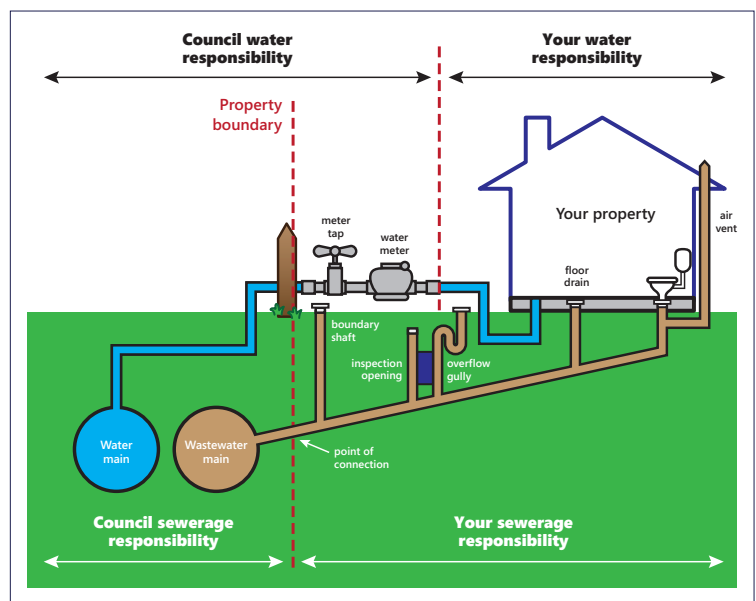 Council water
responsibility
Your water
responsibility
Property
boundary
meter
tap
water
meter
Your property
air
vent
floor
drain
boundary
shaft
inspection
opening
overflow
gully
Water
main
Wastewater
main
point of
connection
Council sewerage
responsibility
Your sewerage
responsibility